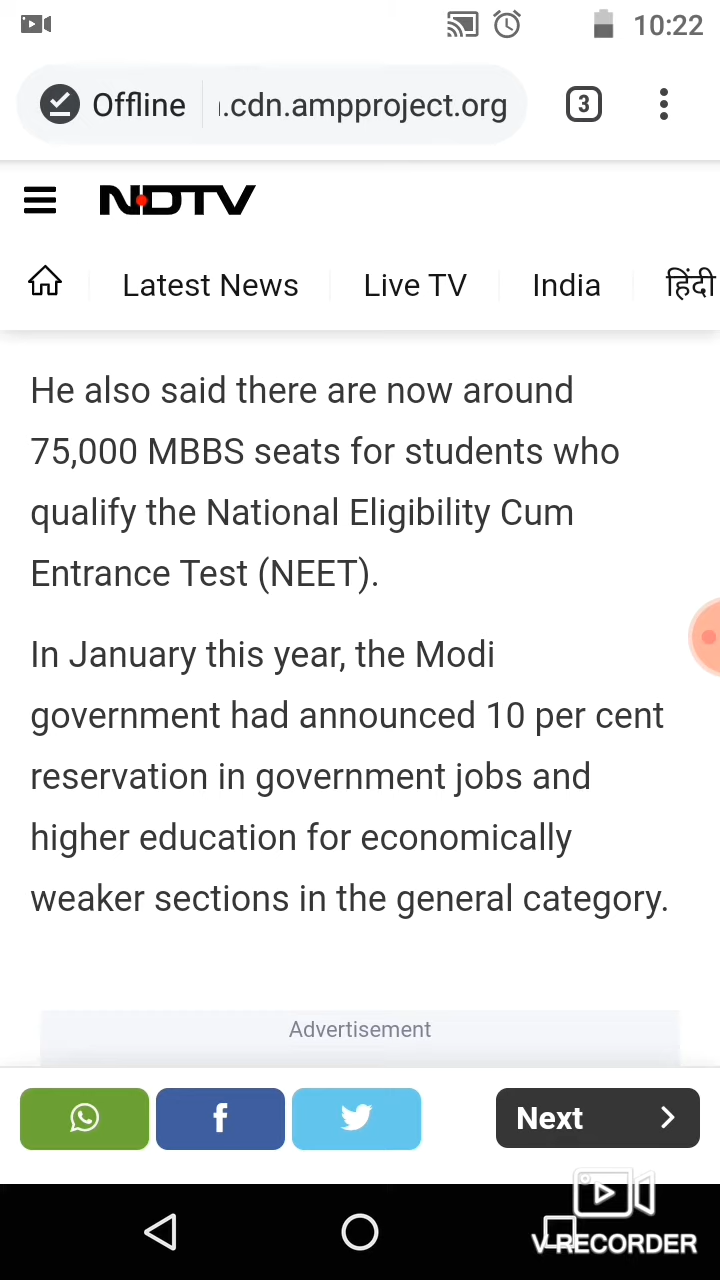 10:22
Offline
.cdn.ampproject.org
3
NDTV
Latest News
Live TV
India
हिंदी
He also said there are now around
75,000 MBBS seats for students who
qualify the National Eligibility Cum
Entrance Test (NEET).
In January this year, the Modi
government had announced 10 per cent
reservation in government jobs and
higher education for economically
weaker sections in the general category.
Advertisement
f
Next
V RECORDER